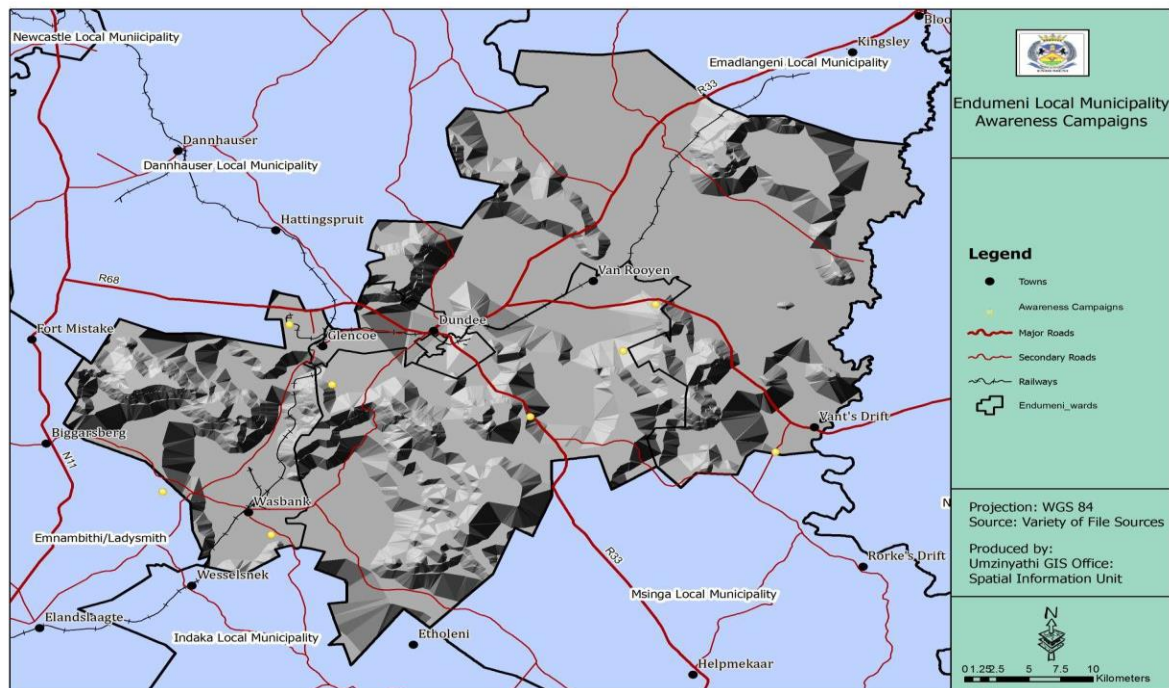 Newcastle Local Municipality
Bloo
Kingsley
Emadlangeni Local Municipality
R33
Dannhauser
Dannhauser Local Municipality
Hattingspruit
Van Rooyen
R68
Dundee
Fort Mistake
Glencoe
Vant's Drift
Biggarsberg
N11
Wasbank
Emnambithi/Ladysmith
R33
Rorke's Drift
Wesselsnek
Msinga Local Municipality
Elandslaagte
Indaka Local Municipality
Etholeni
Helpmekaar
N
Endumeni Local Municipality
Awareness Campaigns
Legend
Towns
Awareness Campaigns
Major Roads
Secondary Roads
Railways
Endumeni_wards
Projection: WGS 84
Source: Variety of File Sources
Produced by:
Umzinyathi GIS Office:
Spatial Information Unit
N
0 1.25 2.5 5 7.5 10
Kilometers